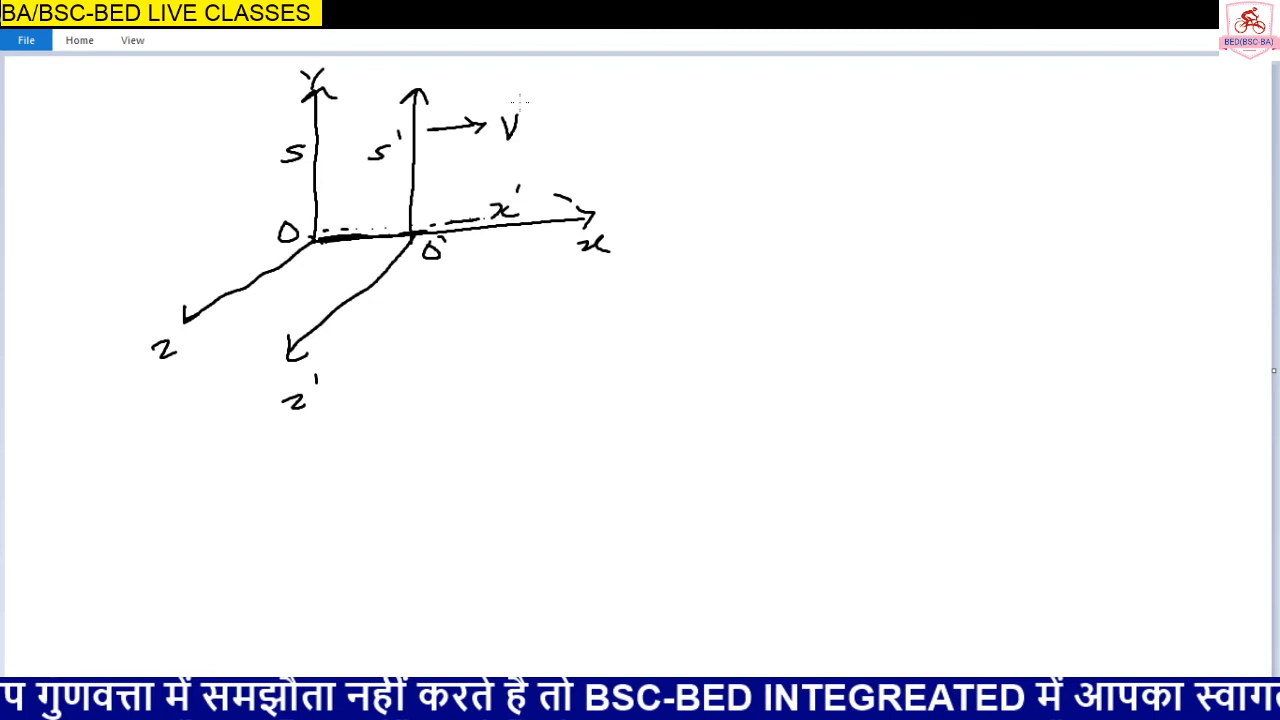 BA/BSC-BED LIVE CLASSES
BED(BSC-BA)
File Home View
Y
S S' → V
O x'
O' x
z
z'
प गुणवत्ता में समझौता नहीं करते है तो BSC-BED INTEGREATED में आपका स्वाग